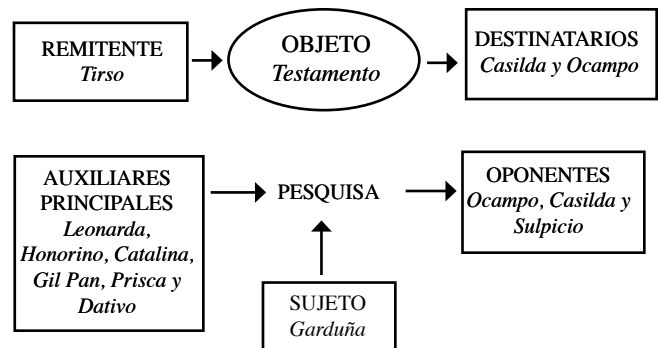 REMITENTE
Tirso
OBJETO
Testamento
DESTINATARIOS
Casilda y Ocampo
AUXILIARES
PRINCIPALES
Leonarda,
Honorino, Catalina,
Gil Pan, Prisca y
Dativo
PESQUISA
OPONENTES
Ocampo, Casilda y
Sulpicio
SUJETO
Garduña